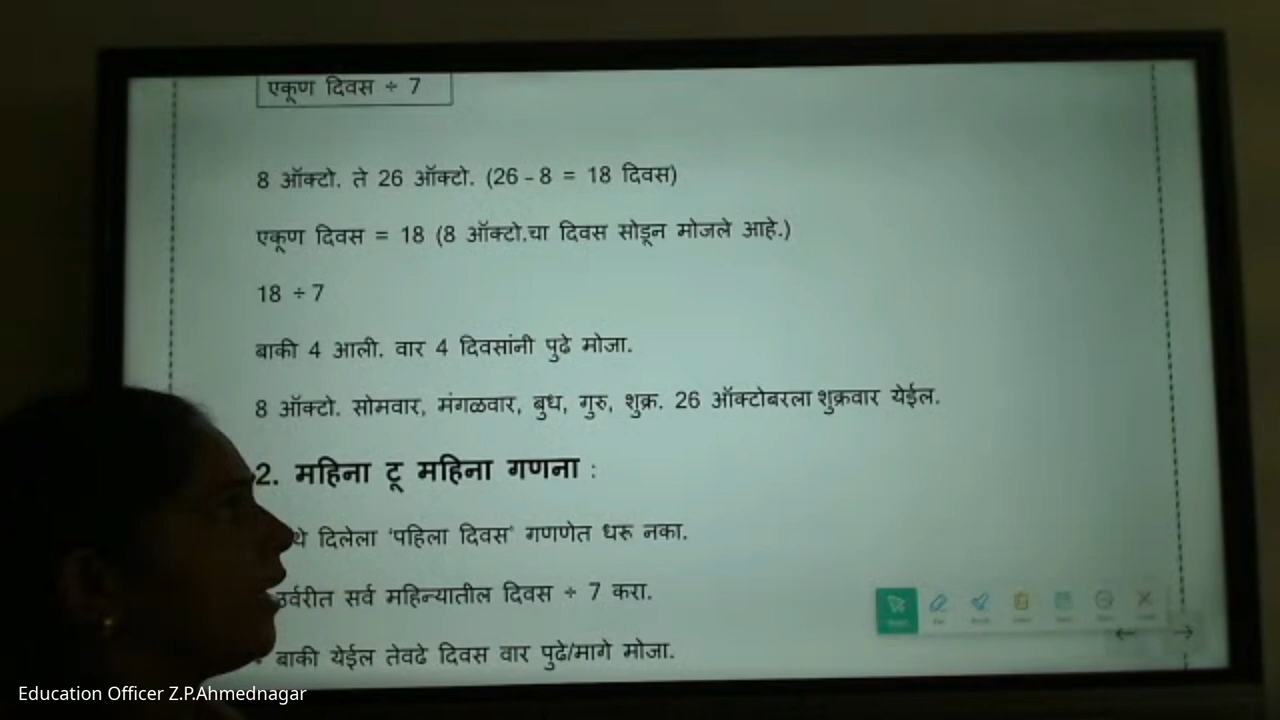 एकूण दिवस ÷ 7
8 ऑक्टो. ते 26 ऑक्टो. (26 - 8 = 18 दिवस)
एकूण दिवस = 18 (8 ऑक्टो.चा दिवस सोडून मोजले आहे.)
18 ÷ 7
बाकी 4 आली. वार 4 दिवसांनी पुढे मोजा.
8 ऑक्टो. सोमवार, मंगळवार, बुध, गुरु, शुक्र. 26 ऑक्टोबरला शुक्रवार येईल.
2. महिना टू महिना गणना :
दिलेला 'पहिला दिवस' गणणेत धरू नका.
उर्वरीत सर्व महिन्यातील दिवस ÷ 7 करा.
बाकी येईल तेवढे दिवस वार पुढे/मागे मोजा.
Education Officer Z.P.Ahmednagar